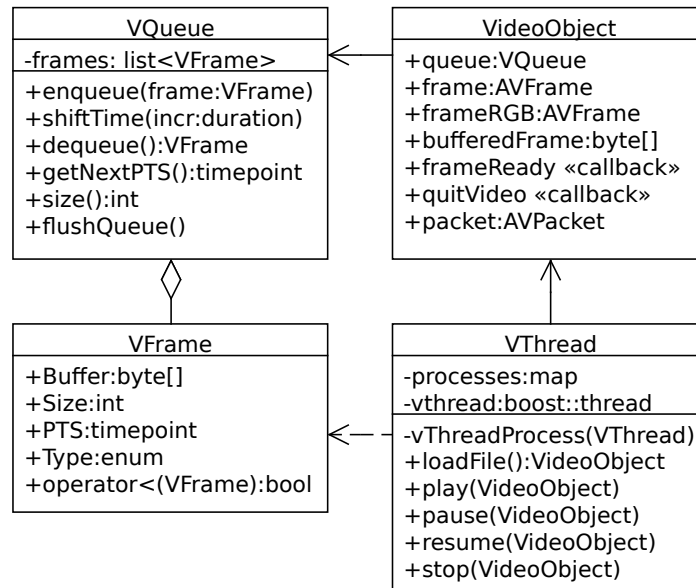 VQueue
-frames: list<VFrame>
+enqueue(frame:VFrame)
+shiftTime(incr:duration)
+dequeue():VFrame
+getNextPTS():timepoint
+size():int
+flushQueue()
VideoObject
+queue:VQueue
+frame:AVFrame
+frameRGB:AVFrame
+bufferedFrame:byte[]
+frameReady «callback»
+quitVideo «callback»
+packet:AVPacket
VFrame
+Buffer:byte[]
+Size:int
+PTS:timepoint
+Type:enum
+operator<(VFrame):bool
VThread
-processes:map
-vthread:boost::thread
-vThreadProcess(VThread)
+loadFile():VideoObject
+play(VideoObject)
+pause(VideoObject)
+resume(VideoObject)
+stop(VideoObject)